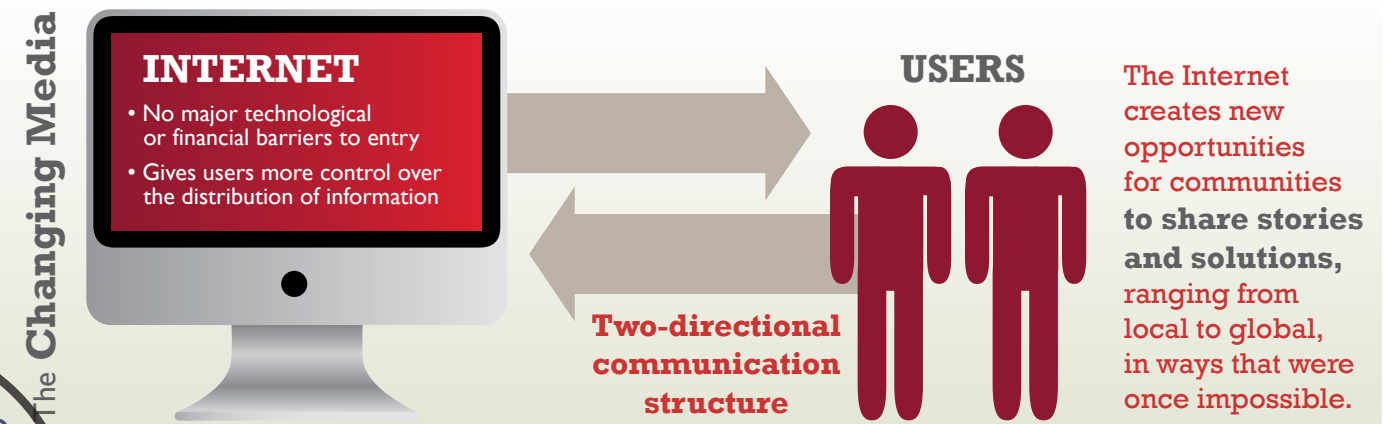 The Changing Media
INTERNET
• No major technological
or financial barriers to entry
• Gives users more control over
the distribution of information
USERS
Two-directional
communication
structure
The Internet
creates new
opportunities
for communities
to share stories
and solutions,
ranging from
local to global,
in ways that were
once impossible.